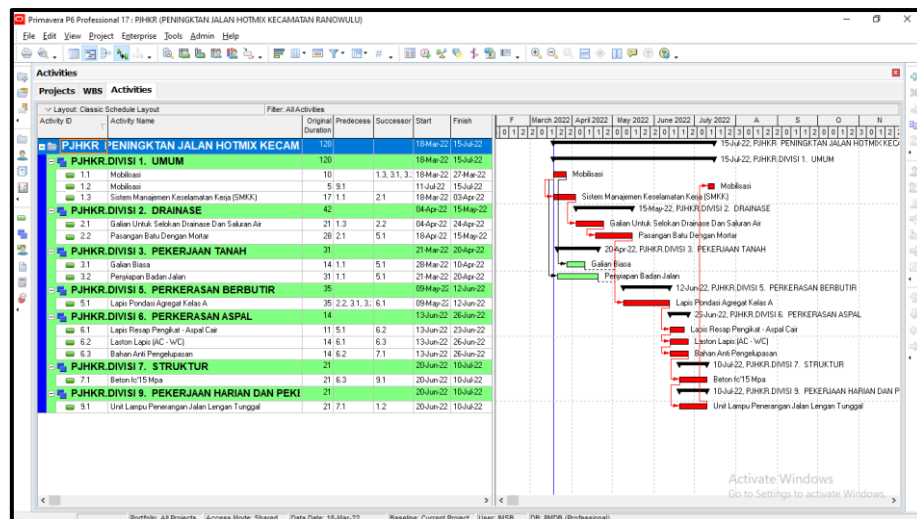 Primavera P6 Professional 17 : PJHKR (PENINGKTAN JALAN HOTMIX KECAMATAN RANOWULU)
File Edit View Project Enterprise Tools Admin Help
Activities
Projects WBS Activities
Layout: Classic Schedule Layout Filter: All Activities
Activity ID Activity Name Original Duration Predecess Successor Start Finish
F March 2022 April 2022 May 2022 June 2022 July 2022 A S O N
PJHKR PENINGKTAN JALAN HOTMIX KECAM 120 18-Mar-22 15-Jul-22 15-Jul-22, PJHKR PENINGKTAN JALAN HOTMIX KECA
PJHKR.DIVISI 1. UMUM 120 18-Mar-22 15-Jul-22 15-Jul-22, PJHKR.DIVISI 1. UMUM
1.1 Mobilisasi 10 1.3, 3.1, 3. 18-Mar-22 27-Mar-22 Mobilisasi
1.2 Mobilisasi 5 9.1 11-Jul-22 15-Jul-22 Mobilisasi
1.3 Sistem Manajemen Keselamatan Kerja (SMKK) 17 1.1 2.1 18-Mar-22 03-Apr-22 Sistem Manajemen Keselamatan Kerja (SMKK)
PJHKR.DIVISI 2. DRAINASE 42 04-Apr-22 15-May-22 15-May-22, PJHKR.DIVISI 2. DRAINASE
2.1 Galian Untuk Selokan Drainase Dan Saluran Air 21 1.3 2.2 04-Apr-22 24-Apr-22 Galian Untuk Selokan Drainase Dan Saluran Air
2.2 Pasangan Batu Dengan Mortar 28 2.1 5.1 18-Apr-22 15-May-22 Pasangan Batu Dengan Mortar
PJHKR.DIVISI 3. PEKERJAAN TANAH 31 21-Mar-22 20-Apr-22 20-Apr-22, PJHKR.DIVISI 3. PEKERJAAN TANAH
3.1 Galian Biasa 14 1.1 5.1 28-Mar-22 10-Apr-22 Galian Biasa
3.2 Penyiapan Badan Jalan 31 1.1 5.1 21-Mar-22 20-Apr-22 Penyiapan Badan Jalan
PJHKR.DIVISI 5. PERKERASAN BERBUTIR 35 09-May-22 12-Jun-22 12-Jun-22, PJHKR.DIVISI 5. PERKERASAN BERBUTIR
5.1 Lapis Pondasi Agregat Kelas A 35 2.2, 3.1, 3. 6.1 09-May-22 12-Jun-22 Lapis Pondasi Agregat Kelas A
PJHKR.DIVISI 6. PERKERASAN ASPAL 14 13-Jun-22 26-Jun-22 26-Jun-22, PJHKR.DIVISI 6. PERKERASAN ASPAL
6.1 Lapis Resap Pengikat - Aspal Cair 11 5.1 6.2 13-Jun-22 23-Jun-22 Lapis Resap Pengikat - Aspal Cair
6.2 Laston Lapis (AC - WC) 14 6.1 6.3 13-Jun-22 26-Jun-22 Laston Lapis (AC - WC)
6.3 Bahan Anti Pengelupasan 14 6.2 7.1 13-Jun-22 26-Jun-22 Bahan Anti Pengelupasan
PJHKR.DIVISI 7. STRUKTUR 21 20-Jun-22 10-Jul-22 10-Jul-22, PJHKR.DIVISI 7. STRUKTUR
7.1 Beton fc'15 Mpa 21 6.3 9.1 20-Jun-22 10-Jul-22 Beton fc'15 Mpa
PJHKR.DIVISI 9. PEKERJAAN HARIAN DAN PEKE 21 20-Jun-22 10-Jul-22 10-Jul-22, PJHKR.DIVISI 9. PEKERJAAN HARIAN DAN P
9.1 Unit Lampu Penerangan Jalan Lengan Tunggal 21 7.1 1.2 20-Jun-22 10-Jul-22 Unit Lampu Penerangan Jalan Lengan Tunggal
Activate Windows
Go to Settings to activate Windows.
Portfolio: All Projects Access Mode: Shared Data Date: 18-Mar-22 Baseline: Current Project User: MSB DB: PMDB (Professional)